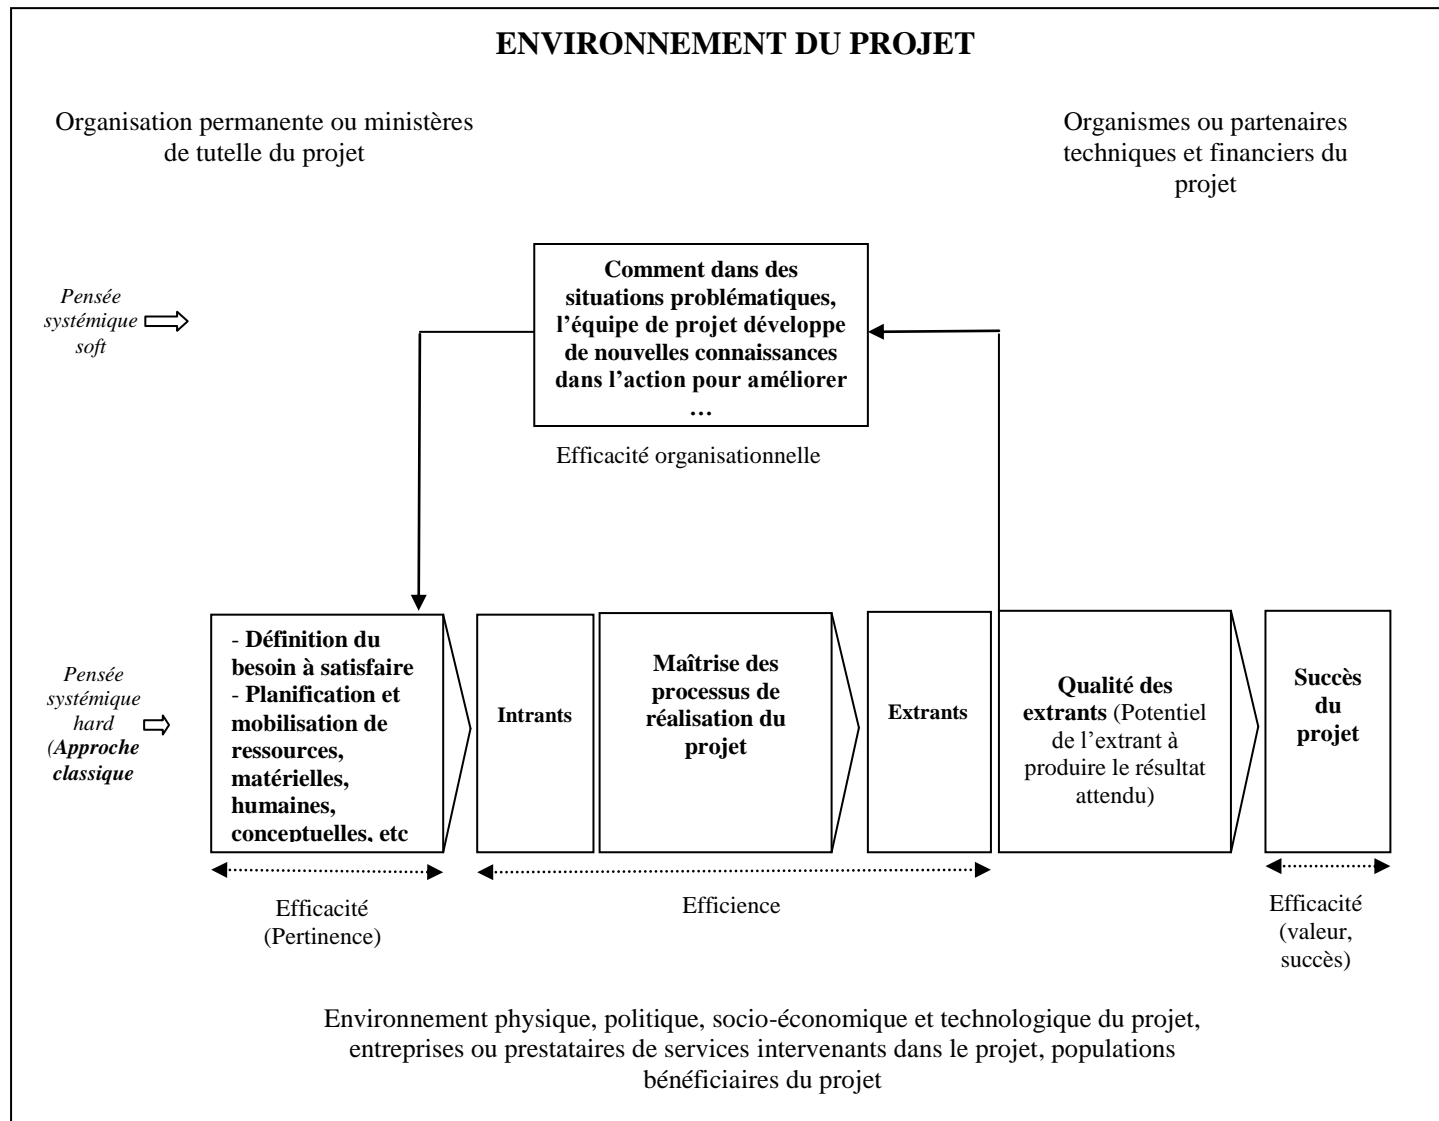 ENVIRONNEMENT DU PROJET
Organisation permanente ou ministères
de tutelle du projet
Organismes ou partenaires
techniques et financiers du
projet
Pensée
systémique
soft
Comment dans des
situations problématiques,
l’équipe de projet développe
de nouvelles connaissances
dans l’action pour améliorer
…
Efficacité organisationnelle
Pensée
systémique
hard
(Approche
classique
- Définition du
besoin à satisfaire
- Planification et
mobilisation de
ressources,
matérielles,
humaines,
conceptuelles, etc
Intrants
Maîtrise des
processus de
réalisation du
projet
Extrants
Qualité des
extrants (Potentiel
de l’extrant à
produire le résultat
attendu)
Succès
du
projet
Efficacité
(Pertinence)
Efficience
Efficacité
(valeur,
succès)
Environnement physique, politique, socio-économique et technologique du projet,
entreprises ou prestataires de services intervenants dans le projet, populations
bénéficiaires du projet